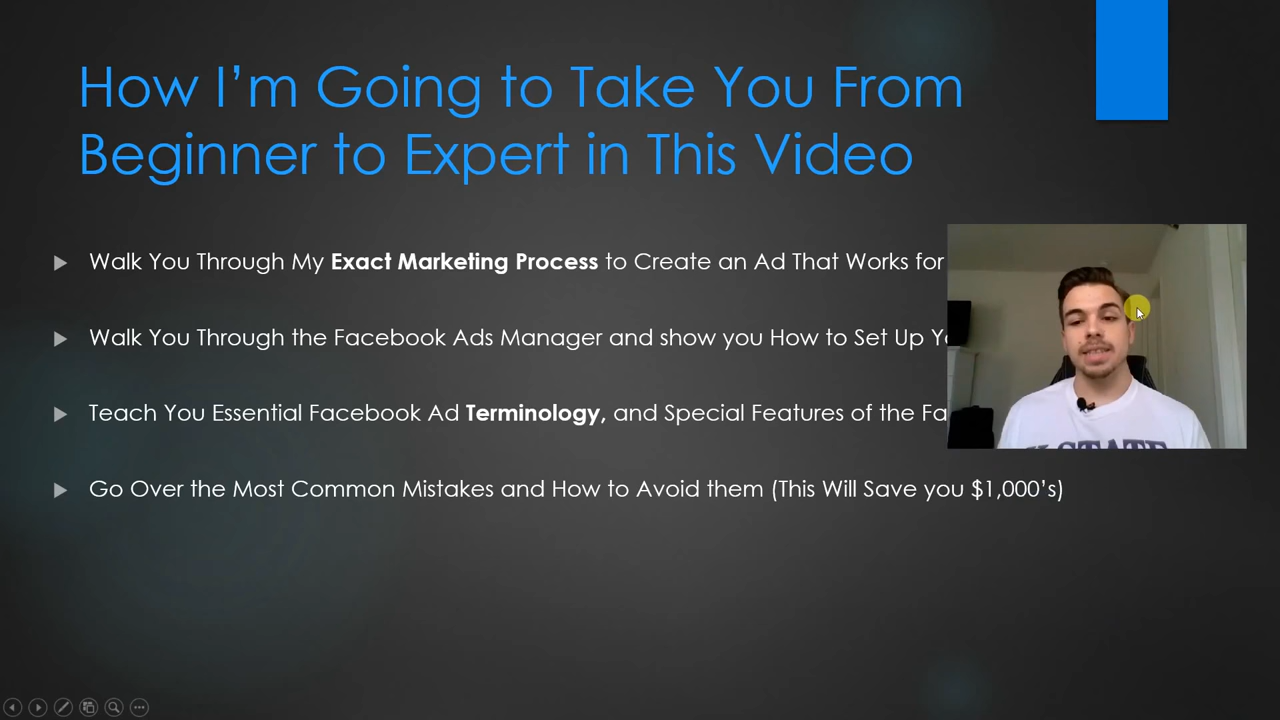 How I'm Going to Take You From
Beginner to Expert in This Video
Walk You Through My Exact Marketing Process to Create an Ad That Works for
Walk You Through the Facebook Ads Manager and show you How to Set Up
Teach You Essential Facebook Ad Terminology, and Special Features of the
Go Over the Most Common Mistakes and How to Avoid them (This Will Save you $1,000's)